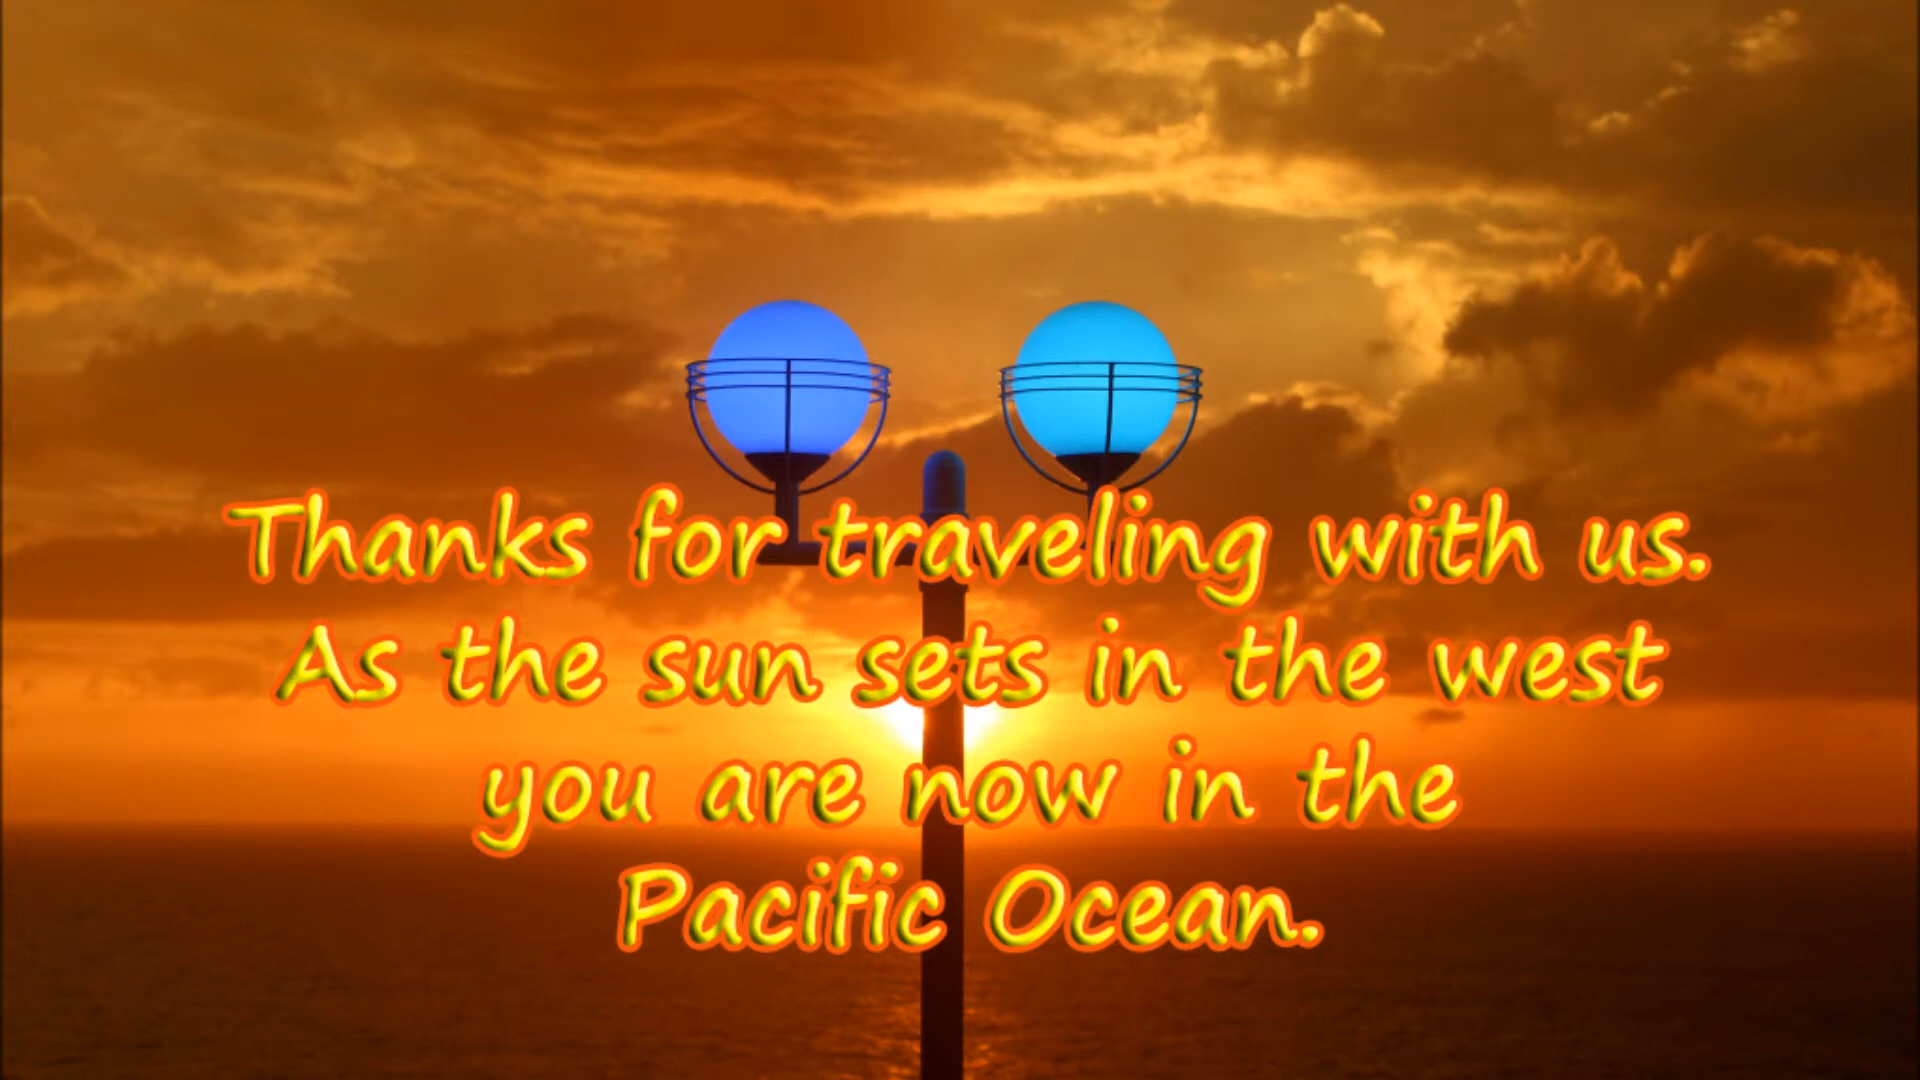 Thanks for traveling with us.
As the sun sets in the west
you are now in the
Pacific Ocean.